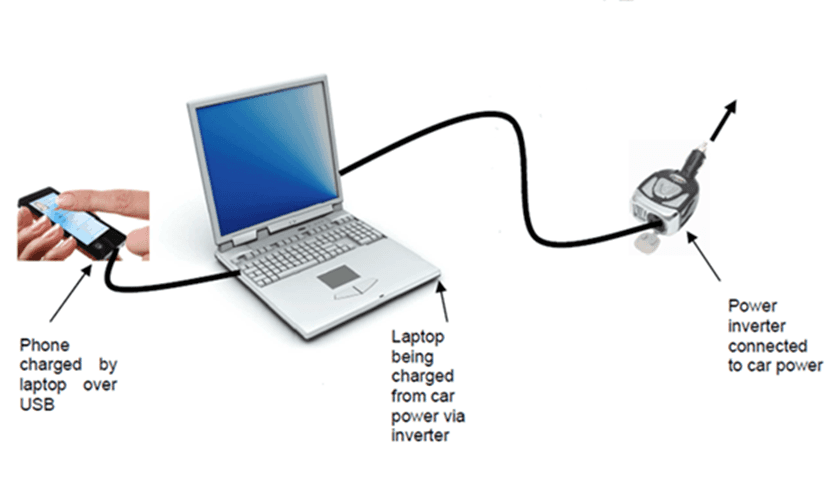 Phone
charged by
laptop over
USB
Laptop
being
charged
from car
power via
inverter
Power
inverter
connected
to car power